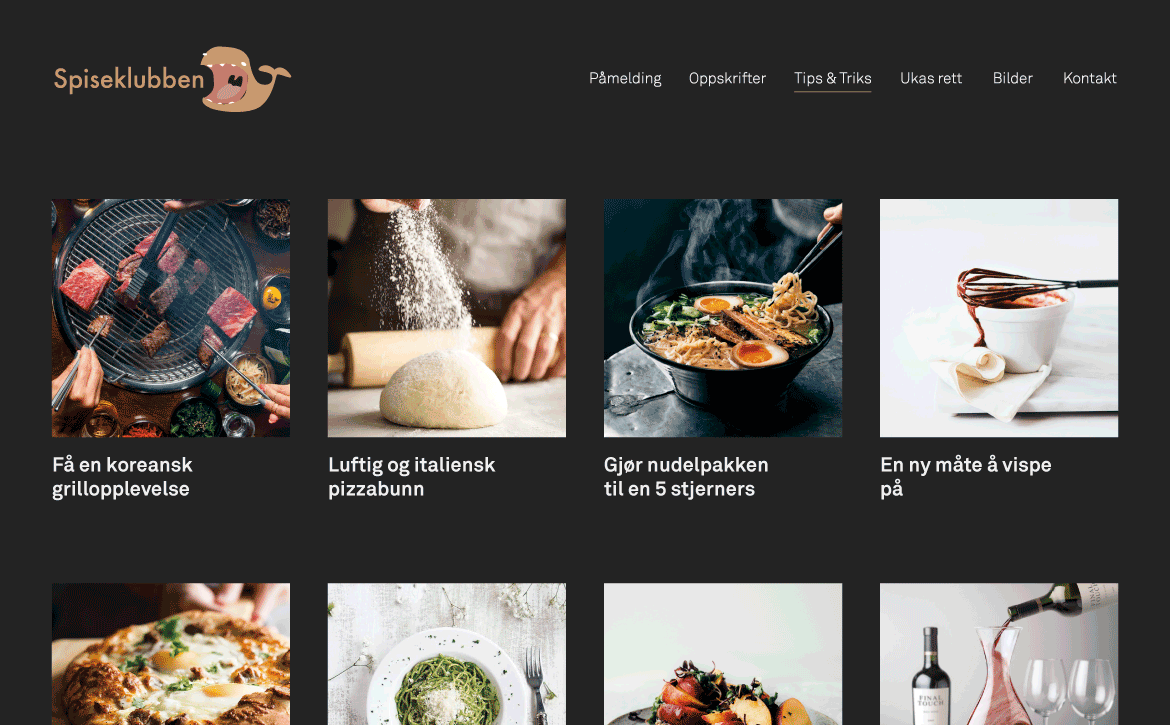 Spiseklubben
Påmelding Oppskrifter Tips & Triks Ukas rett Bilder Kontakt
Få en koreansk
grillopplevelse
Luftig og italiensk
pizzabunn
Gjør nudelpakken
til en 5 stjerners
En ny måte å vispe
på
FINAL
TOUCH